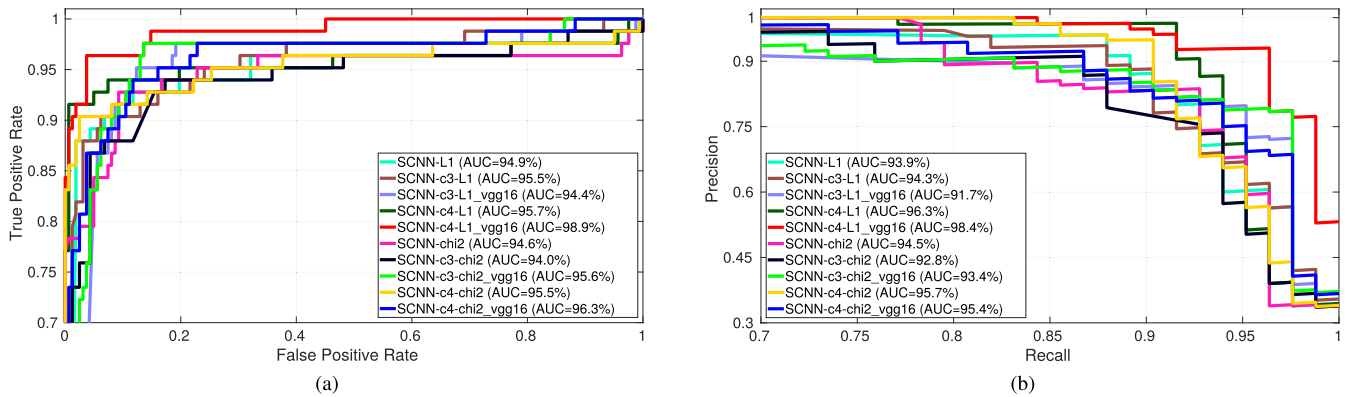 1
0.95
0.9
0.85
0.8
0.75
0.7
True Positive Rate
SCNN-L1 (AUC=94.9%)
SCNN-c3-L1 (AUC=95.5%)
SCNN-c3-L1_vgg16 (AUC=94.4%)
SCNN-c4-L1 (AUC=95.7%)
SCNN-c4-L1_vgg16 (AUC=98.9%)
SCNN-chi2 (AUC=94.6%)
SCNN-c3-chi2 (AUC=94.0%)
SCNN-c3-chi2_vgg16 (AUC=95.6%)
SCNN-c4-chi2 (AUC=95.5%)
SCNN-c4-chi2_vgg16 (AUC=96.3%)
0 0.2 0.4 0.6 0.8 1
False Positive Rate
(a)
1
0.9
0.75
0.6
0.45
0.3
Precision
SCNN-L1 (AUC=93.9%)
SCNN-c3-L1 (AUC=94.3%)
SCNN-c3-L1_vgg16 (AUC=91.7%)
SCNN-c4-L1 (AUC=96.3%)
SCNN-c4-L1_vgg16 (AUC=98.4%)
SCNN-chi2 (AUC=94.5%)
SCNN-c3-chi2 (AUC=92.8%)
SCNN-c3-chi2_vgg16 (AUC=93.4%)
SCNN-c4-chi2 (AUC=95.7%)
SCNN-c4-chi2_vgg16 (AUC=95.4%)
0.7 0.75 0.8 0.85 0.9 0.95 1
Recall
(b)